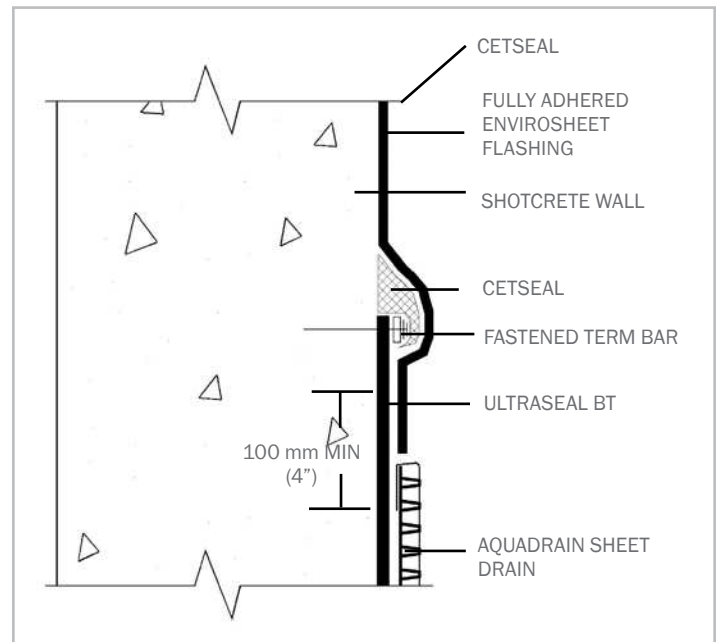 CETSEAL
FULLY ADHERED
ENVIROSHEET
FLASHING
SHOTCRETE WALL
CETSEAL
FASTENED TERM BAR
ULTRASEAL BT
100 mm MIN
(4”)
AQUADRAIN SHEET
DRAIN